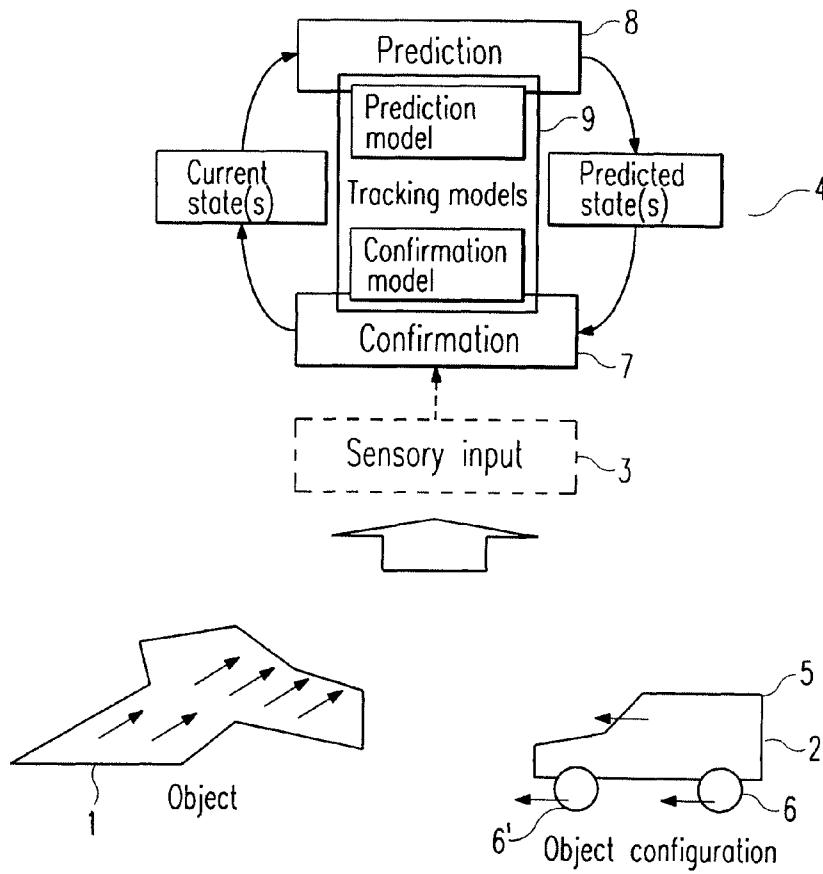 8
Prediction
Prediction
model
9
Current
state(s)
Tracking models
Predicted
state(s)
4
Confirmation
model
Confirmation
7
Sensory input
3
5
2
1
Object
6'
6
Object configuration